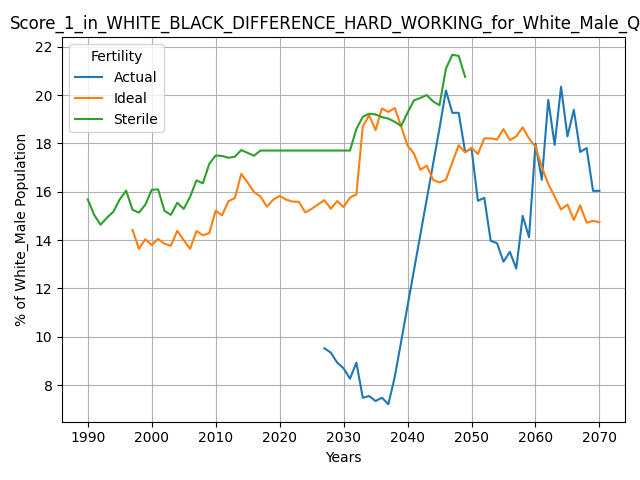 Score_1_in_WHITE_BLACK_DIFFERENCE_HARD_WORKING_for_White_Male_Q
Fertility
Actual
Ideal
Sterile
% of White_Male Population
22
20
18
16
14
12
10
8
1990 2000 2010 2020 2030 2040 2050 2060 2070
Years